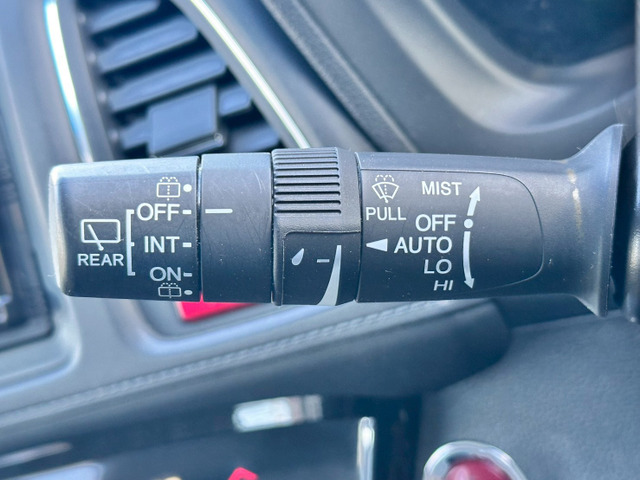 OFF
INT
ON
REAR
PULL
MIST
OFF
AUTO
LO
HI